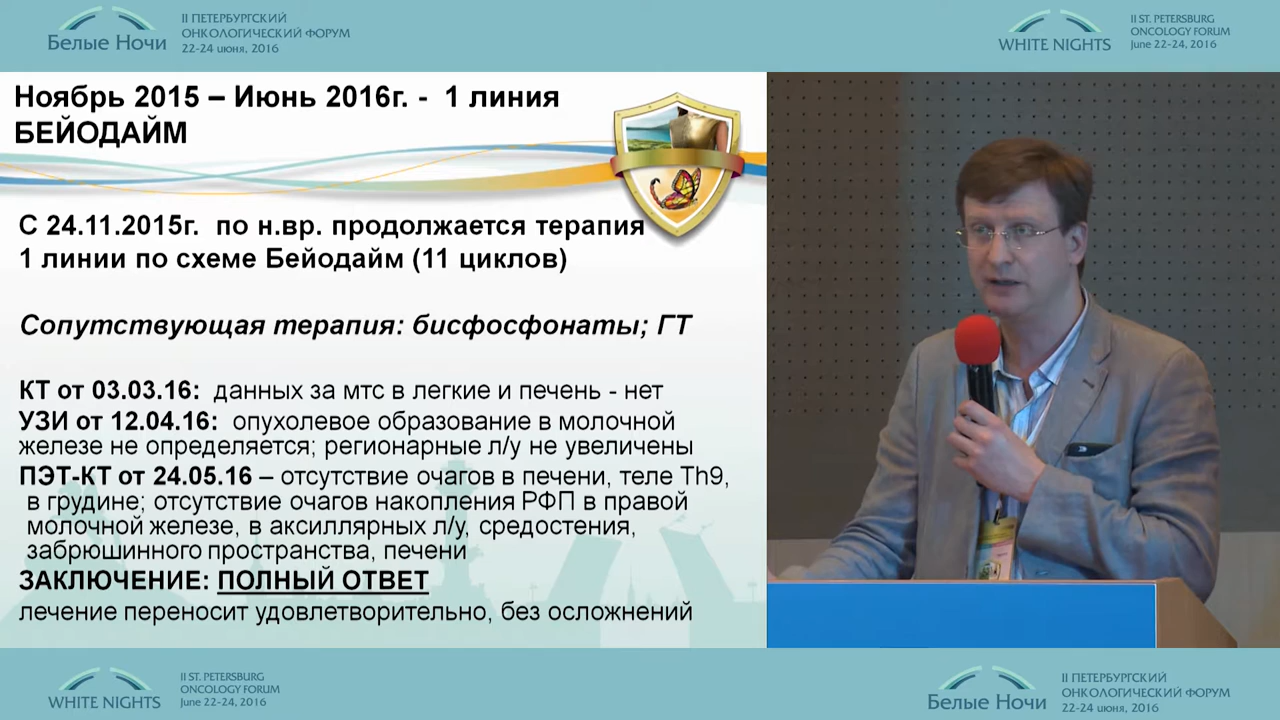 Белые Ночи
II ПЕТЕРБУРГСКИЙ
ОНКОЛОГИЧЕСКИЙ ФОРУМ
22-24 июня, 2016
WHITE NIGHTS
II ST. PETERSBURG
ONCOLOGY FORUM
June 22-24, 2016
Ноябрь 2015 – Июнь 2016г. - 1 линия
БЕЙОДАЙМ
С 24.11.2015г. по н.вр. продолжается терапия
1 линии по схеме Бейодайм (11 циклов)
Сопутствующая терапия: бисфосфонаты; ГТ
КТ от 03.03.16: данных за мтс в легкие и печень - нет
УЗИ от 12.04.16: опухолевое образование в молочной
железе не определяется; регионарные л/у не увеличены
ПЭТ-КТ от 24.05.16 – отсутствие очагов в печени, теле Th9,
в грудине; отсутствие очагов накопления РФП в правой
молочной железе, в аксиллярных л/у, средостения,
забрюшинного пространства, печени
ЗАКЛЮЧЕНИЕ: ПОЛНЫЙ ОТВЕТ
лечение переносит удовлетворительно, без осложнений
WHITE NIGHTS
II ST. PETERSBURG
ONCOLOGY FORUM
June 22-24, 2016
Белые Ночи
II ПЕТЕРБУРГСКИЙ
ОНКОЛОГИЧЕСКИЙ ФОРУМ
22-24 июня, 2016